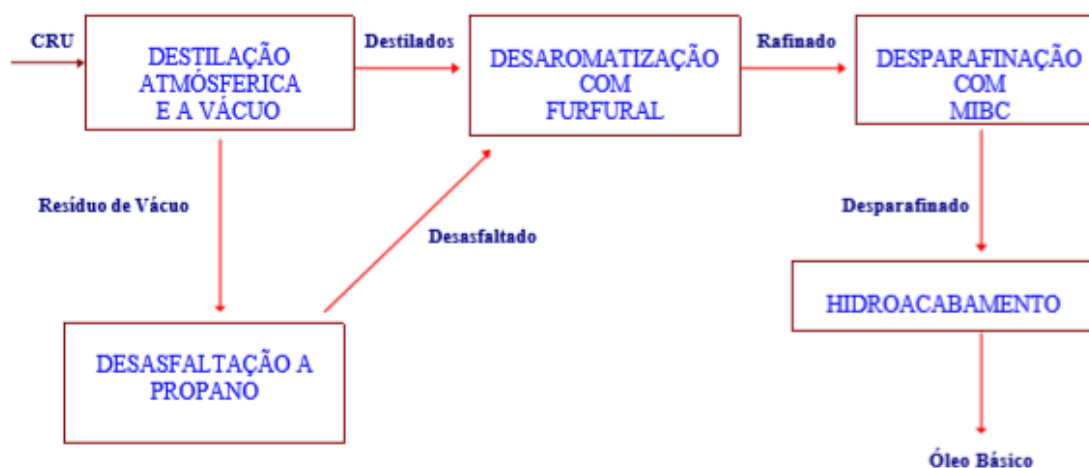 CRU
DESTILAÇÃO
ATMÓSFERICA
E A VÁCUO
Destilados
DESAROMATIZAÇÃO
COM
FURFURAL
Rafinado
DESPARAFINAÇÃO
COM
MIBC
Resíduo de Vácuo
Desasfaltado
Desparafinado
DESASFALTAÇÃO A
PROPANO
HIDROACABAMENTO
Óleo Básico